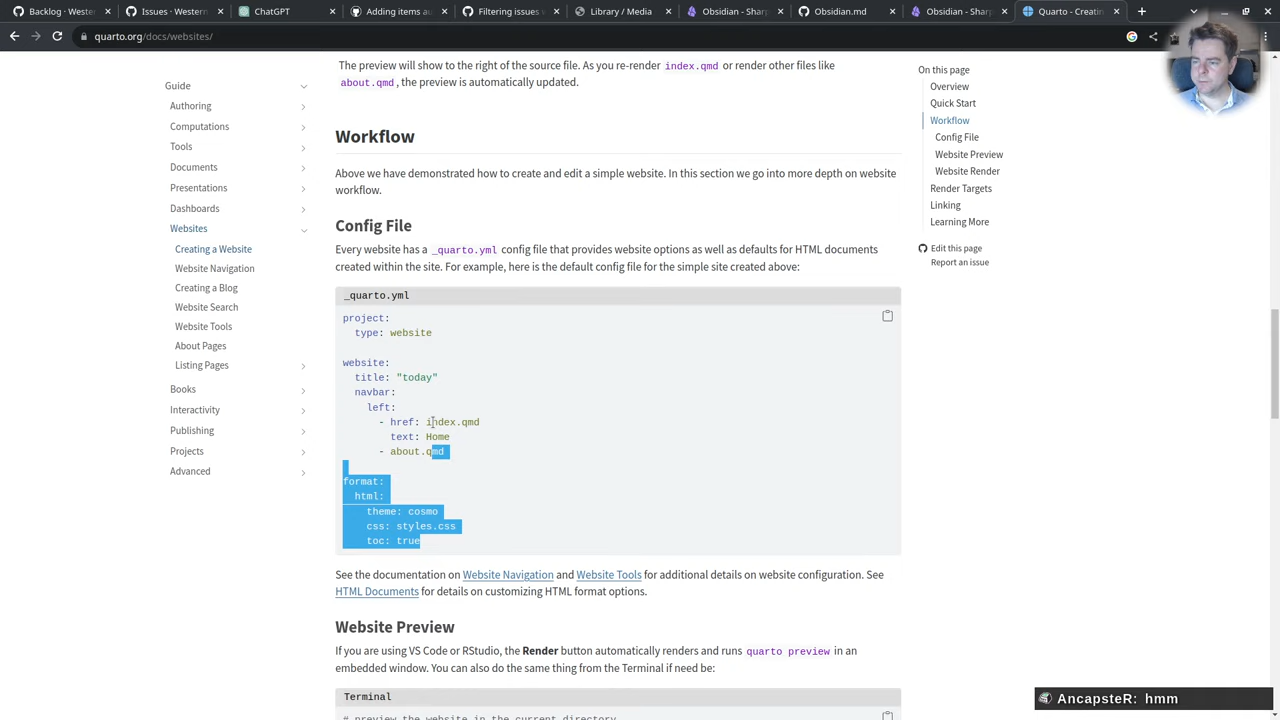 Backlog · Wester
Issues · Westerr
ChatGPT
Working items au
Filtering issues
Library / Media
Obsidian - Sharp
Obsidian.md
Obsidian - Sharp
Quarto - Creatin
quarto.org/docs/websites/
The preview will show to the right of the source file. As you re-render index.qmd or render other files like
about.qmd, the preview is automatically updated.
Guide
Authoring
Computations
Tools
Documents
Presentations
Dashboards
Websites
Creating a Website
Website Navigation
Creating a Blog
Website Search
Website Tools
About Pages
Listing Pages
Books
Interactivity
Publishing
Projects
Advanced
Workflow
Above we have demonstrated how to create and edit a simple website. In this section we go into more depth on website
workflow.
Config File
Every website has a _quarto.yml config file that provides website options as well as defaults for HTML documents
created within the site. For example, here is the default config file for the simple site created above:
_quarto.yml
project:
  type: website
website:
  title: "today"
  navbar:
    left:
      - href: index.qmd
        text: Home
      - about.qmd
format:
  html:
    theme: cosmo
    css: styles.css
    toc: true
See the documentation on Website Navigation and Website Tools for additional details on website configuration. See
HTML Documents for details on customizing HTML format options.
Website Preview
If you are using VS Code or RStudio, the Render button automatically renders and runs quarto preview in an
embedded window. You can also do the same thing from the Terminal if need be:
Terminal
# preview the website in the current directory
On this page
Overview
Quick Start
Workflow
Config File
Website Preview
Website Render
Render Targets
Linking
Learning More
Edit this page
Report an issue
AncapsteR: hmm